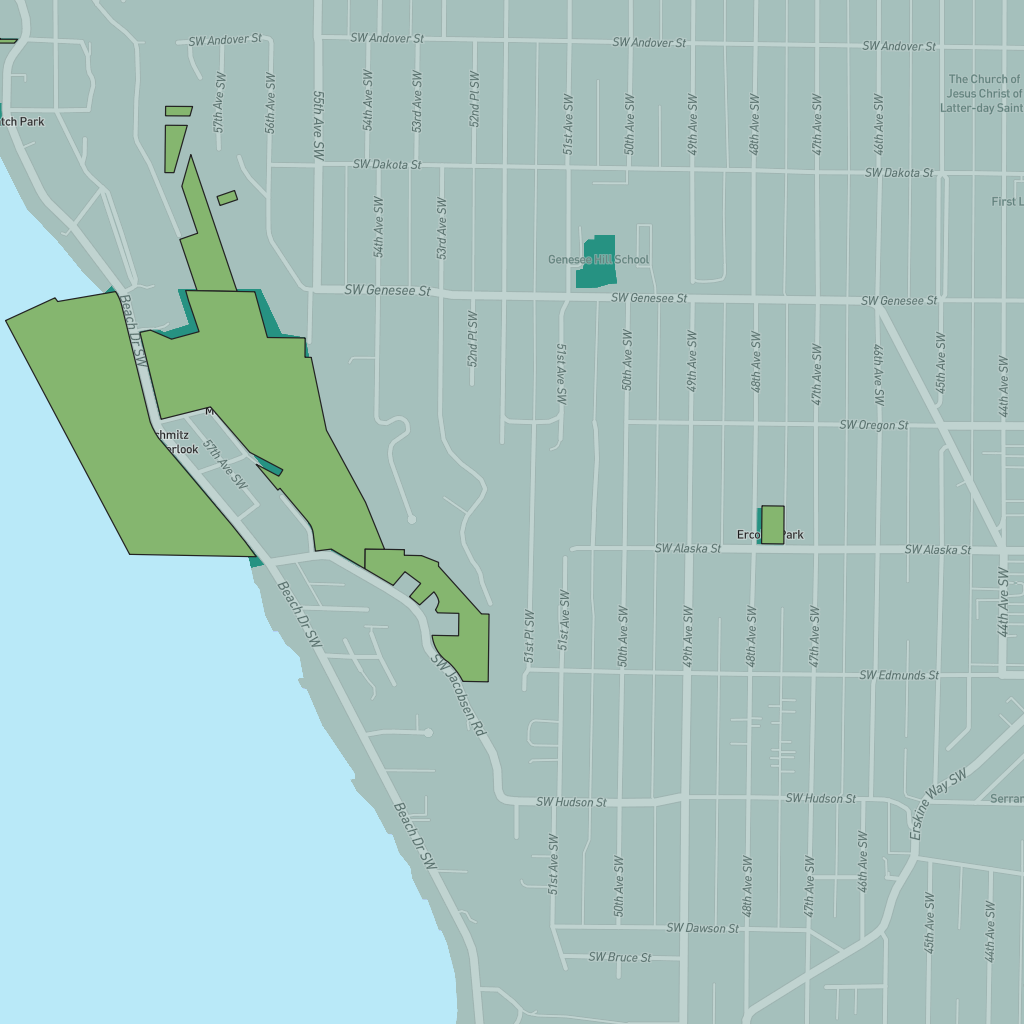 SW Andover St
SW Andover St
SW Andover St
SW Andover St
The Church of
Jesus Christ of
Latter-day Saint
57th Ave SW
56th Ave SW
55th Ave SW
54th Ave SW
53rd Ave SW
52nd Pl SW
51st Ave SW
50th Ave SW
49th Ave SW
48th Ave SW
47th Ave SW
46th Ave SW
tch Park
SW Dakota St
SW Dakota St
First L
54th Ave SW
53rd Ave SW
Genesee Hill School
SW Genesee St
SW Genesee St
SW Genesee St
Beach Dr SW
52nd Pl SW
51st Ave SW
50th Ave SW
49th Ave SW
48th Ave SW
47th Ave SW
46th Ave SW
45th Ave SW
44th Ave SW
M
SW Oregon St
chmitz
rlook
57th Ave SW
Erco Park
SW Alaska St
SW Alaska St
Beach Dr SW
51st Pl SW
51st Ave SW
50th Ave SW
49th Ave SW
48th Ave SW
47th Ave SW
44th Ave SW
SW Jacobsen Rd
SW Edmunds St
SW Hudson St
SW Hudson St
Erskine Way SW
Serran
Beach Dr SW
51st Ave SW
50th Ave SW
48th Ave SW
47th Ave SW
46th Ave SW
45th Ave SW
44th Ave SW
SW Dawson St
SW Bruce St